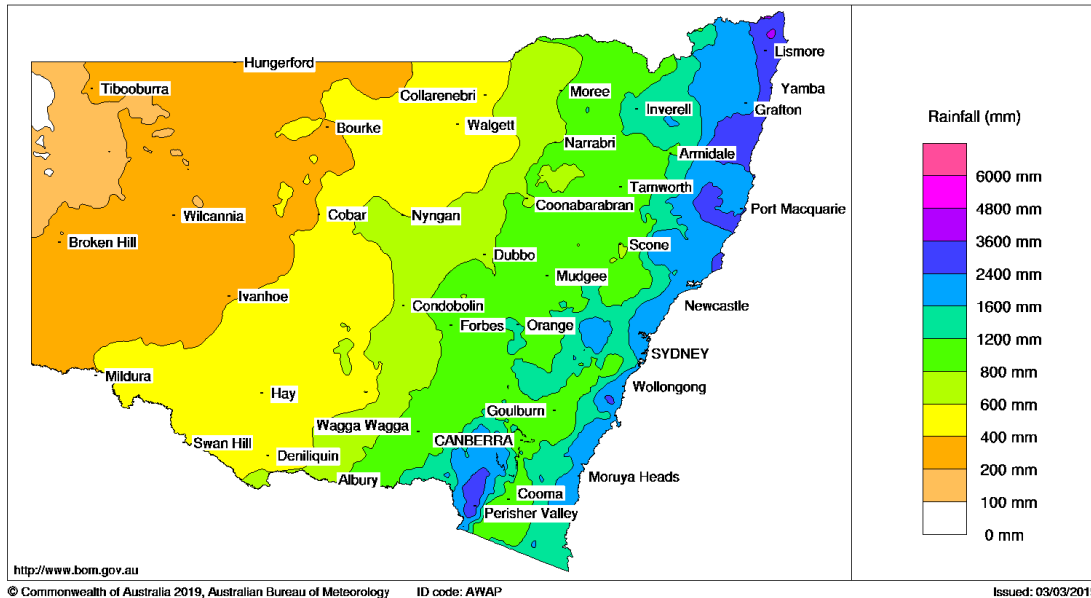 Hungerford
Lismore
Tibooburra
Yamba
Collarenebri
Moree
Inverell
Grafton
Bourke
Walgett
Narrabri
Armidale
Tamworth
Wilcannia
Cobar
Nyngan
Coonabarabran
Port Macquarie
Broken Hill
Dubbo
Scone
Mudgee
Ivanhoe
Condobolin
Newcastle
Forbes
Orange
SYDNEY
Mildura
Wollongong
Hay
Goulburn
Wagga Wagga
CANBERRA
Swan Hill
Deniliquin
Albury
Moruya Heads
Cooma
Perisher Valley
Rainfall (mm)
6000 mm
4800 mm
3600 mm
2400 mm
1600 mm
1200 mm
800 mm
600 mm
400 mm
200 mm
100 mm
0 mm
http://www.bom.gov.au
© Commonwealth of Australia 2019, Australian Bureau of Meteorology ID code: AWAP Issued: 03/03/201